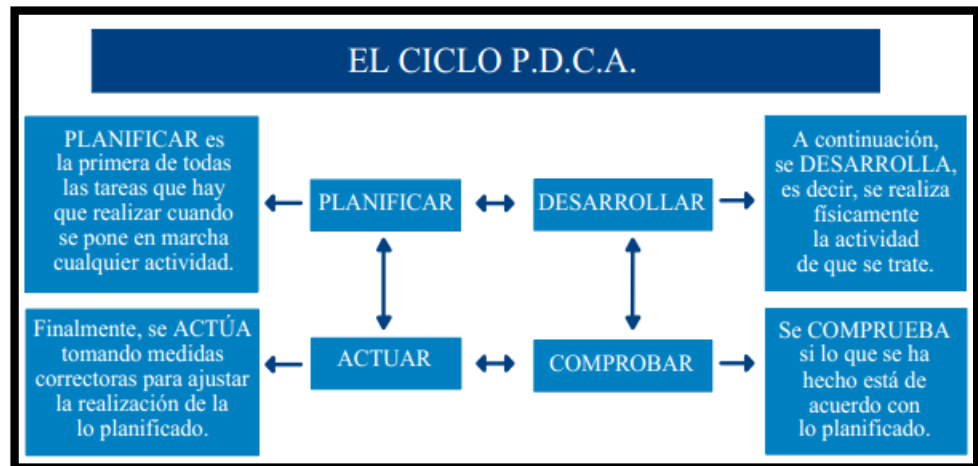 EL CICLO P.D.C.A.
PLANIFICAR es
la primera de todas
las tareas que hay
que realizar cuando
se pone en marcha
cualquier actividad.
PLANIFICAR
DESARROLLAR
A continuación,
se DESARROLLA,
es decir, se realiza
físicamente
la actividad
de que se trate.
Finalmente, se ACTÚA
tomando medidas
correctoras para ajustar
la realización de la
lo planificado.
ACTUAR
COMPROBAR
Se COMPRUEBA
si lo que se ha
hecho está de
acuerdo con
lo planificado.